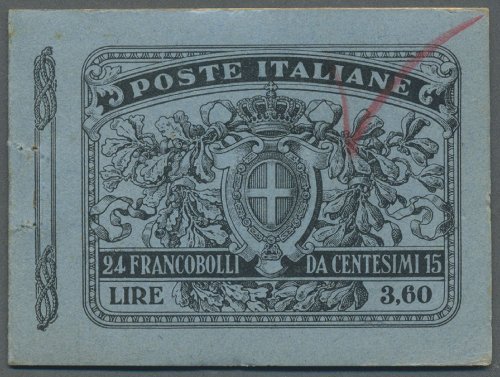 POSTE ITALIANE
24 FRANCOBOLLI DA CENTESIMI 15
LIRE 3,60